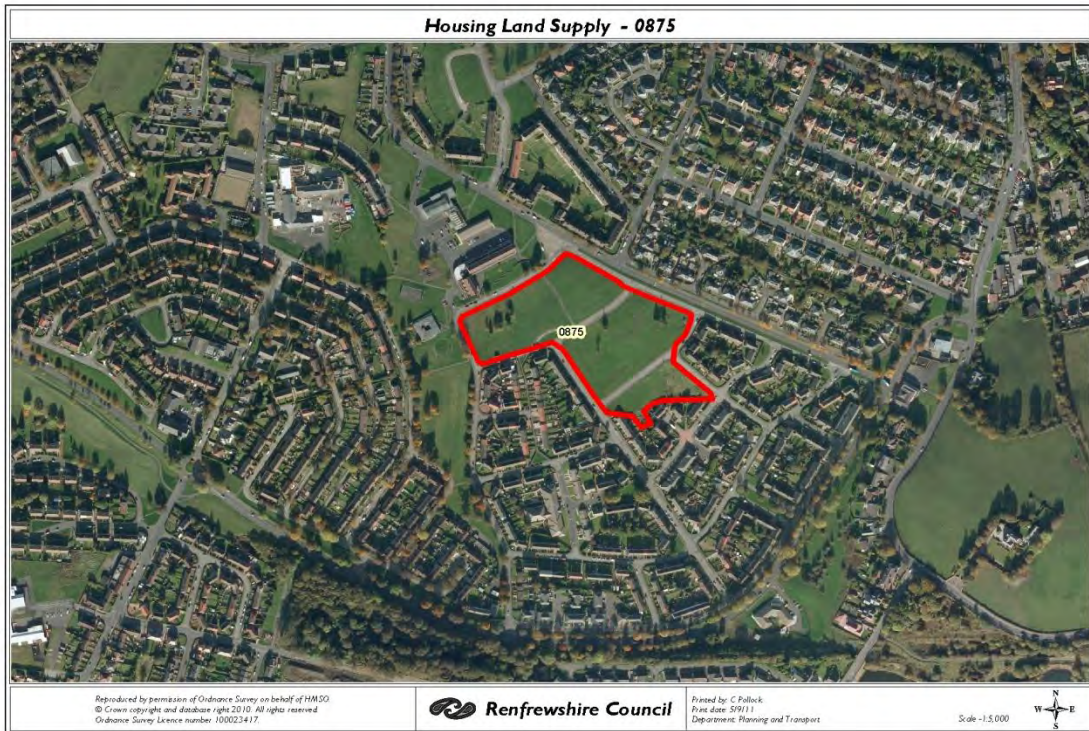 Housing Land Supply - 0875
0875
Reproduced by permission of Ordnance Survey on behalf of HMSO.
© Crown copyright and database right 2010. All rights reserved.
Ordnance Survey Licence number 100023417.
Renfrewshire Council
Printed by: C Pollock
Print date: 5/9/11
Department: Planning and Transport
Scale -1:5,000
N
W E
S